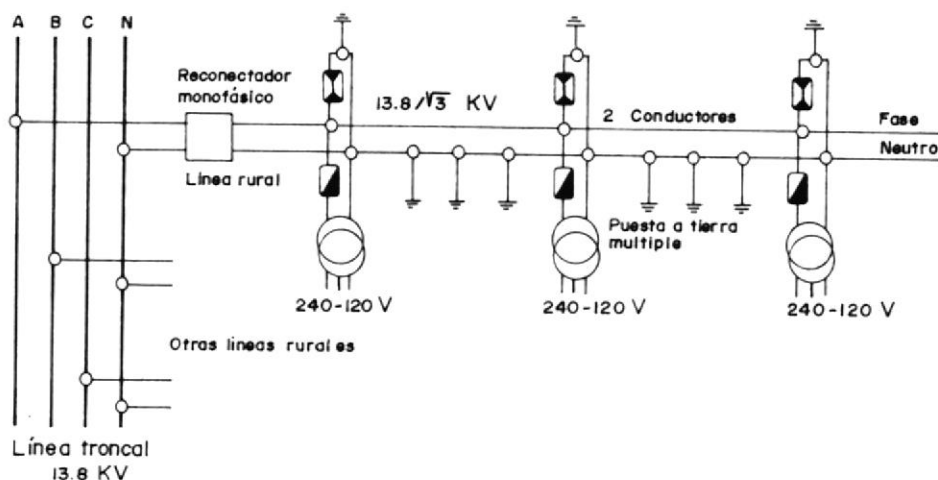 A B C N
Reconectador
monofásico
13.8/√3 KV
2 Conductores
Fase
Neutro
Línea rural
Puesta a tierra
multiple
240-120 V
240-120 V
240-120 V
Otras lineas rurales
Línea troncal
13.8 KV